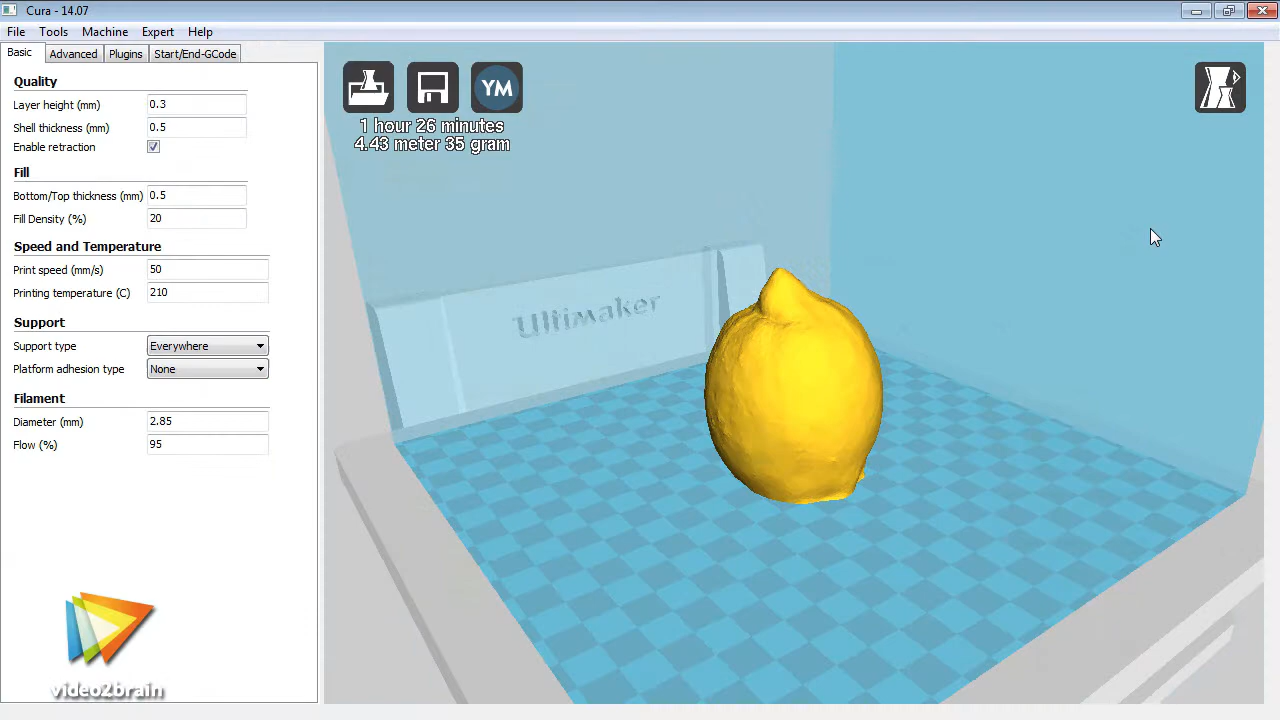 Cura - 14.07
File Tools Machine Expert Help
Basic Advanced Plugins Start/End-GCode
Quality
Layer height (mm) 0.3
Shell thickness (mm) 0.5
Enable retraction
Fill
Bottom/Top thickness (mm) 0.5
Fill Density (%) 20
Speed and Temperature
Print speed (mm/s) 50
Printing temperature (C) 210
Support
Support type Everywhere
Platform adhesion type None
Filament
Diameter (mm) 2.85
Flow (%) 95
video2brain
YM
1 hour 26 minutes
4.43 meter 35 gram
Ultimaker